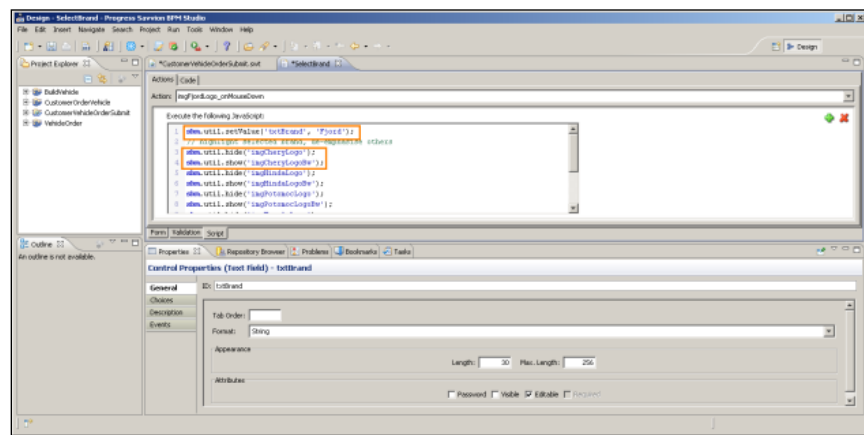 Design - SelectBrand - Progress Savvion BPM Studio
File Edit Insert Navigate Search Project Run Tools Window Help
Design
Project Explorer
*CustomerVehicleOrderSubmit.swt
*SelectBrand
BuildVehicle
CustomerOrderVehicle
CustomerVehicleOrderSubmit
VehicleOrder
Actions Code
Action: imgFjordLogo_onMouseDown
Execute the following JavaScript:
1 sbm.util.setValue('txtBrand', 'Fjord');
2 // highlight selected brand, de-emphasise others
3 sbm.util.hide('imgCheryLogo');
4 sbm.util.show('imgCheryLogoBw');
5 sbm.util.hide('imgHindaLogo');
6 sbm.util.show('imgHindaLogoBw');
7 sbm.util.hide('imgPotomocLogo');
8 sbm.util.show('imgPotomocLogoBw');
Form Validation Script
Outline
An outline is not available.
Properties Repository Browser Problems Bookmarks Tasks
Control Properties (Text Field) - txtBrand
General
Choices
Description
Events
ID: txtBrand
Tab Order:
Format: String
Appearance
Length: 30 Max. Length: 256
Attributes
Password Visible Editable Required